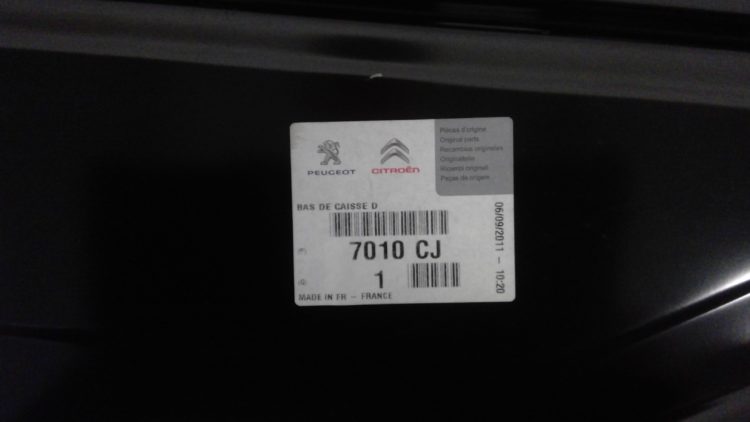 PEUGEOT
CITROËN
Pièces d'origine
Original parts
Recambios originales
Originalteile
Ricambi originali
Peças de origem
BAS DE CAISSE D
7010 CJ
1
MADE IN FR - FRANCE
06/09/2011 - 10:20